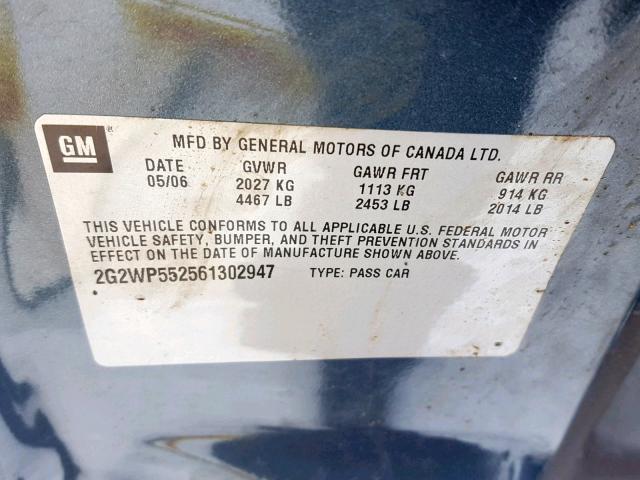 GM ®
MFD BY GENERAL MOTORS OF CANADA LTD.
DATE GVWR GAWR FRT GAWR RR
05/06 2027 KG 1113 KG 914 KG
4467 LB 2453 LB 2014 LB
THIS VEHICLE CONFORMS TO ALL APPLICABLE U.S. FEDERAL MOTOR
VEHICLE SAFETY, BUMPER, AND THEFT PREVENTION STANDARDS IN
EFFECT ON THE DATE OF MANUFACTURE SHOWN ABOVE.
2G2WP552561302947 TYPE: PASS CAR